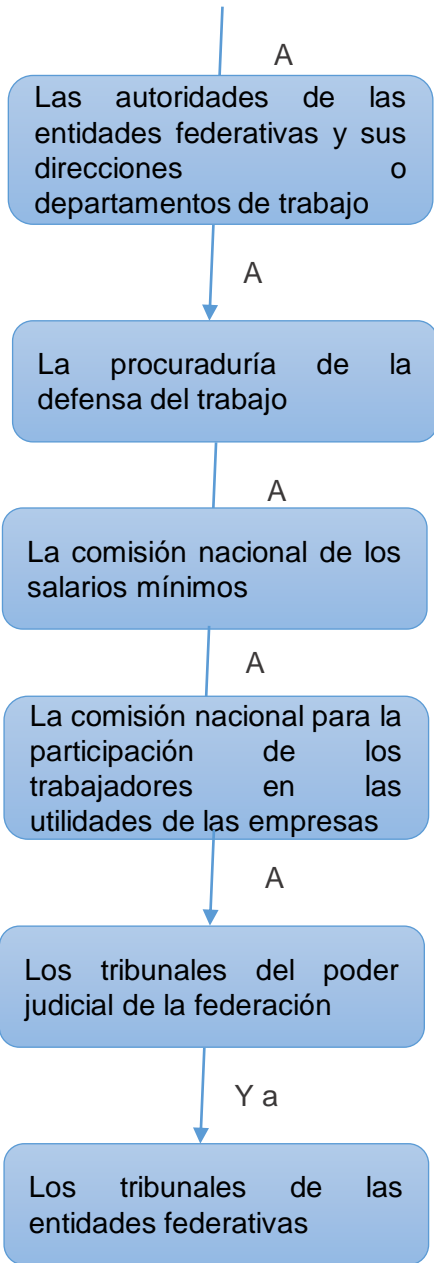 A
Las autoridades de las
entidades federativas y sus
direcciones o
departamentos de trabajo
A
La procuraduría de la
defensa del trabajo
A
La comisión nacional de los
salarios mínimos
A
La comisión nacional para la
participación de los
trabajadores en las
utilidades de las empresas
A
Los tribunales del poder
judicial de la federación
Y a
Los tribunales de las
entidades federativas